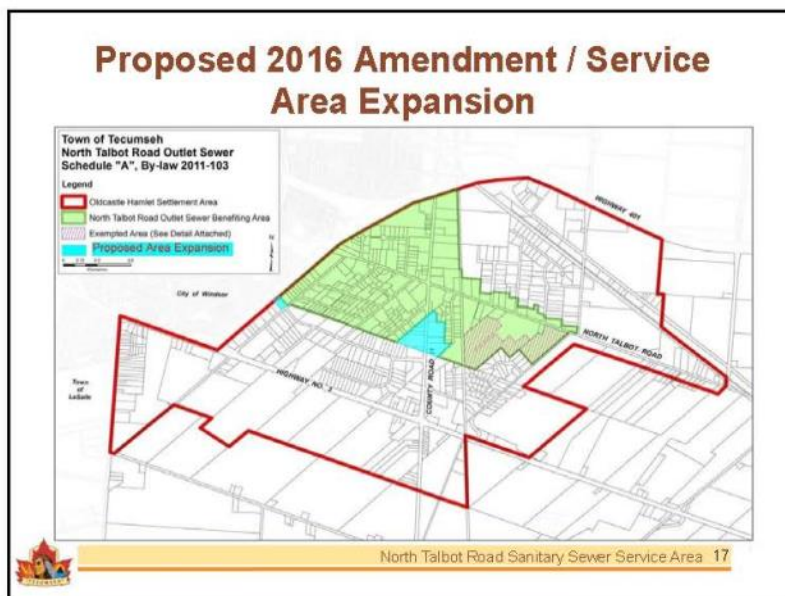 Proposed 2016 Amendment / Service
Area Expansion
Town of Tecumseh
North Talbot Road Outlet Sewer
Schedule "A", By-law 2011-103
Legend
Oldcastle Hamlet Settlement Area
North Talbot Road Outlet Sewer Benefiting Area
Exempted Area (See Detail Attached)
Proposed Area Expansion
HIGHWAY 401
City of Windsor
NORTH TALBOT ROAD
Town
of
LaSalle
HIGHWAY NO. 3
COUNTY ROAD 11
North Talbot Road Sanitary Sewer Service Area 17
TECUMSEH